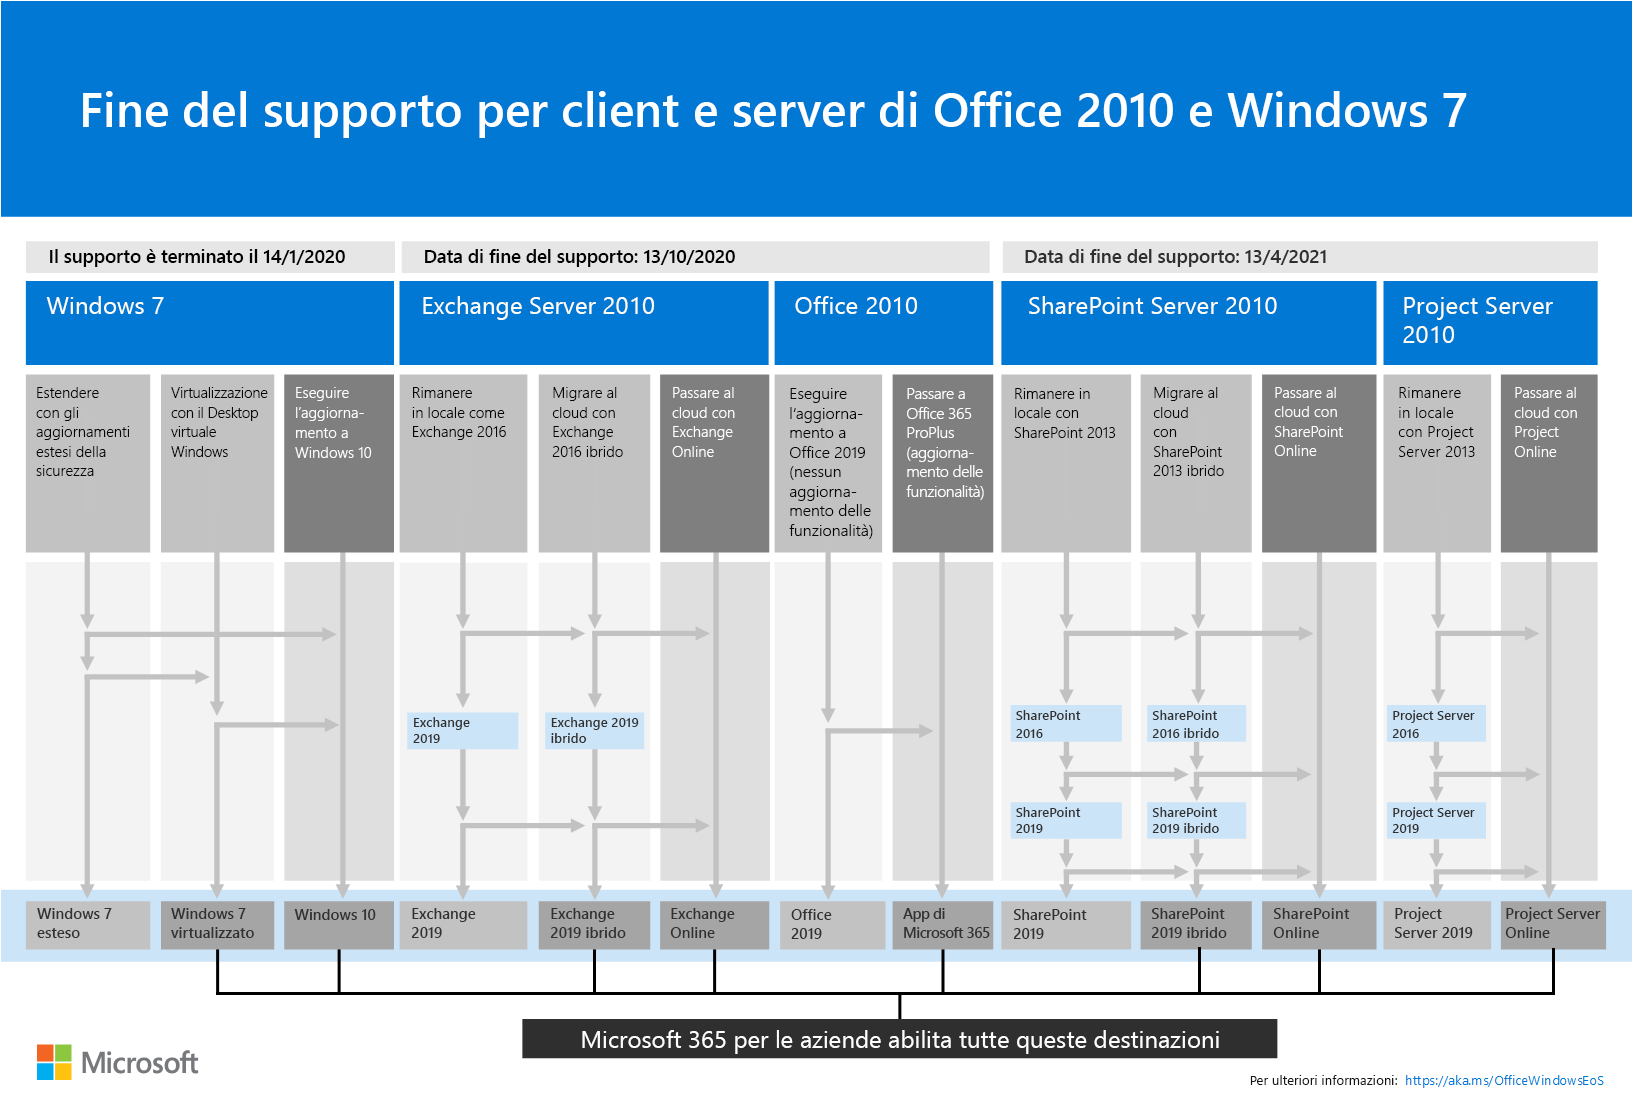 Fine del supporto per client e server di Office 2010 e Windows 7
Il supporto è terminato il 14/1/2020
Data di fine del supporto: 13/10/2020
Data di fine del supporto: 13/4/2021
Windows 7
Exchange Server 2010
Office 2010
SharePoint Server 2010
Project Server
2010
Estendere
con gli
aggiornamenti
estesi della
sicurezza
Virtualizzazione
con il Desktop
virtuale
Windows
Eseguire
l'aggiorna-
mento a
Windows 10
Rimanere
in locale come
Exchange 2016
Migrare al
cloud con
Exchange
2016 ibrido
Passare al
cloud con
Exchange
Online
Eseguire
l'aggiorna-
mento a
Office 2019
(nessun
aggiorna-
mento delle
funzionalità)
Passare a
Office 365
ProPlus
(aggiorna-
mento delle
funzionalità)
Rimanere in
locale con
SharePoint 2013
Migrare al
cloud
con
SharePoint
2013 ibrido
Passare al
cloud con
SharePoint
Online
Rimanere
in locale
con Project
Server 2013
Passare al
cloud con
Project
Online
Exchange
2019
Exchange 2019
ibrido
SharePoint
2016
SharePoint
2016 ibrido
Project Server
2016
SharePoint
2019
SharePoint
2019 ibrido
Project Server
2019
Windows 7
esteso
Windows 7
virtualizzato
Windows 10
Exchange
2019
Exchange
2019 ibrido
Exchange
Online
Office
2019
App di
Microsoft 365
SharePoint
2019
SharePoint
2019 ibrido
SharePoint
Online
Project
Server 2019
Project Server
Online
Microsoft 365 per le aziende abilita tutte queste destinazioni
Microsoft
Per ulteriori informazioni: https://aka.ms/OfficeWindowsEoS